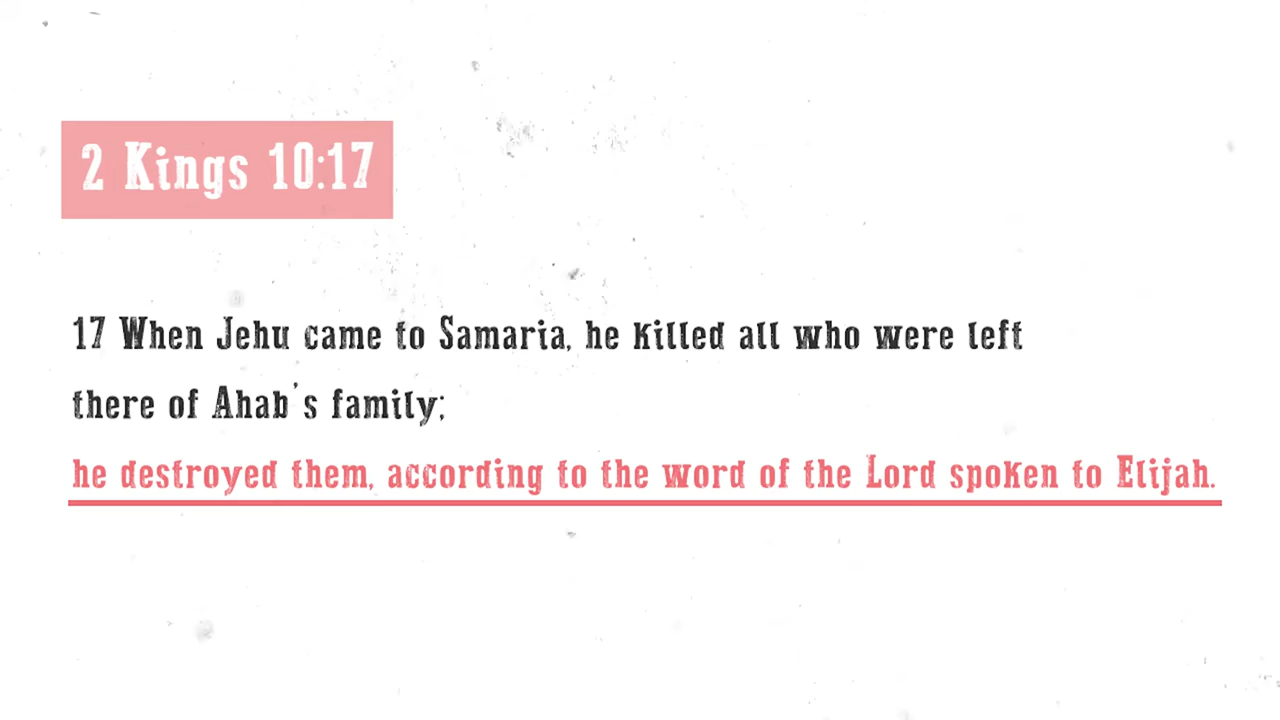 2 Kings 10:17
17 When Jehu came to Samaria, he killed all who were left
there of Ahab's family;
he destroyed them, according to the word of the Lord spoken to Elijah.